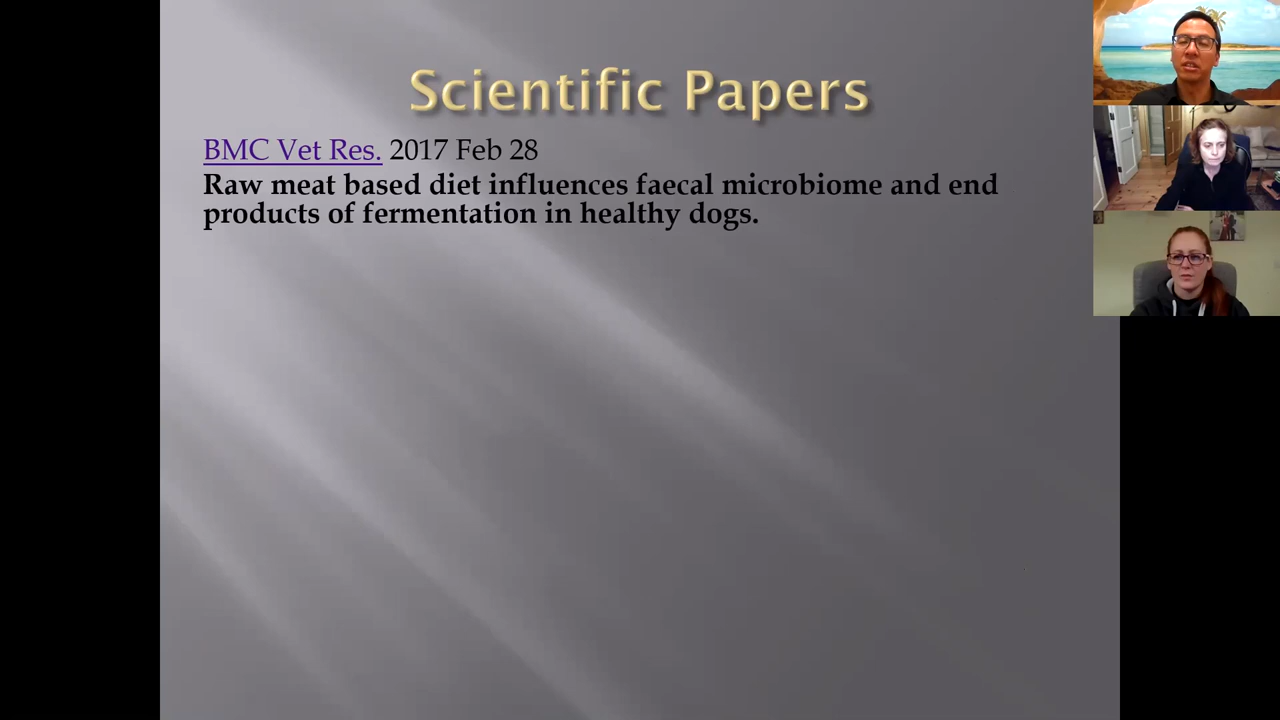 Scientific Papers
BMC Vet Res. 2017 Feb 28
Raw meat based diet influences faecal microbiome and end
products of fermentation in healthy dogs.